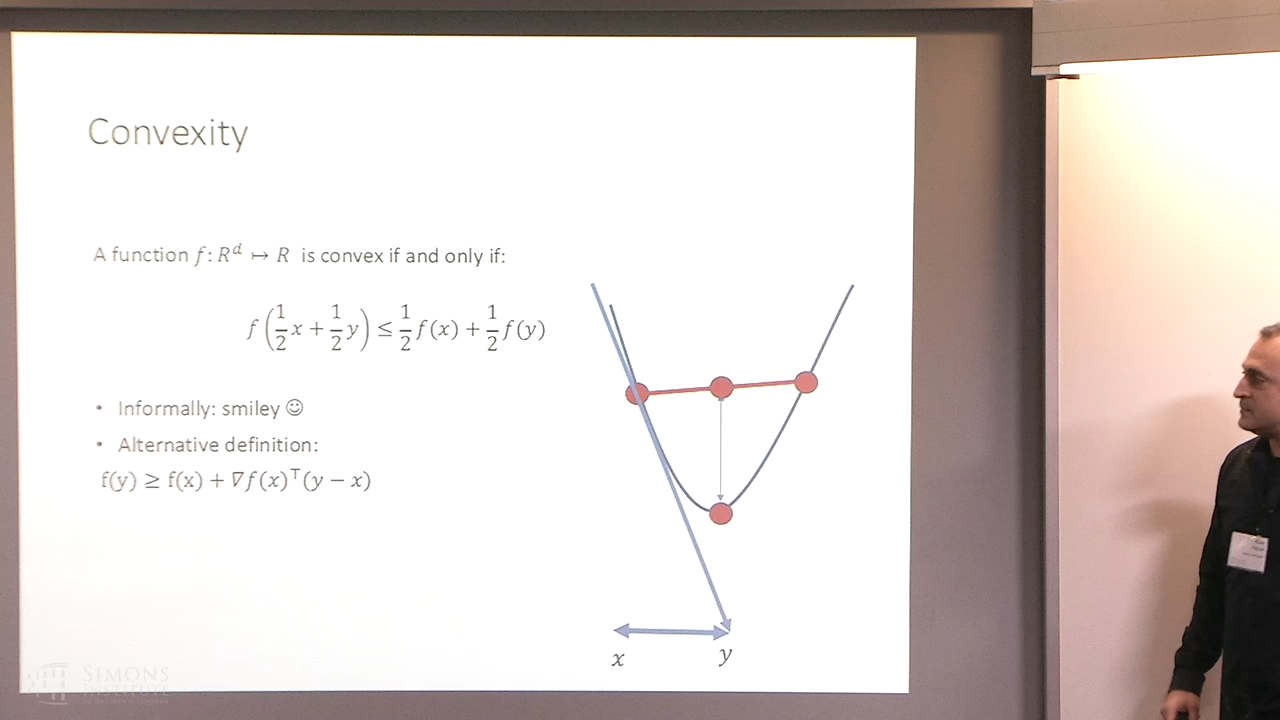 Convexity
A function f: R^d ↦ R is convex if and only if:
f(1/2 x + 1/2 y) ≤ 1/2 f(x) + 1/2 f(y)
• Informally: smiley ☺
• Alternative definition:
f(y) ≥ f(x) + ∇f(x)^⊤(y − x)
x y
SIMONS
INSTITUTE